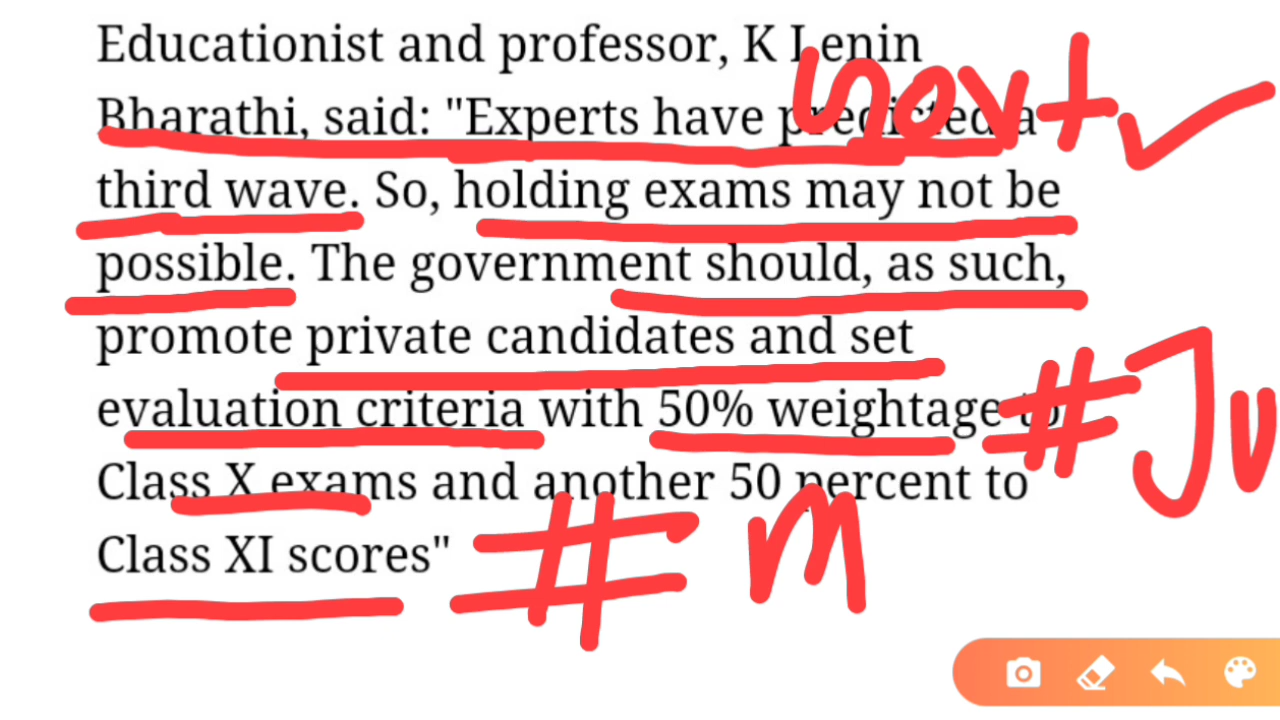 Educationist and professor, K Lenin
Bharathi, said: "Experts have predicted a
govt
third wave. So, holding exams may not be
possible. The government should, as such,
promote private candidates and set
evaluation criteria with 50% weightage to
#Ju
Class X exams and another 50 percent to
Class XI scores"
# m